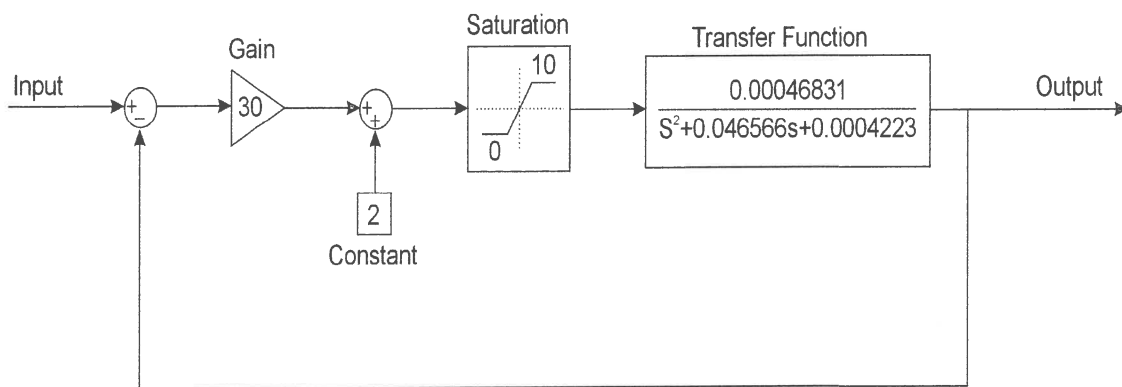 Saturation
Gain
Transfer Function
Input
+
−
30
+
+
10
0
0.00046831
S²+0.046566s+0.0004223
Output
2
Constant